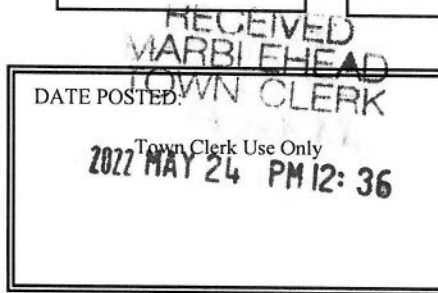 RECEIVED
MARBLEHEAD
TOWN CLERK
DATE POSTED:
Town Clerk Use Only
2022 MAY 24 PM 12: 36